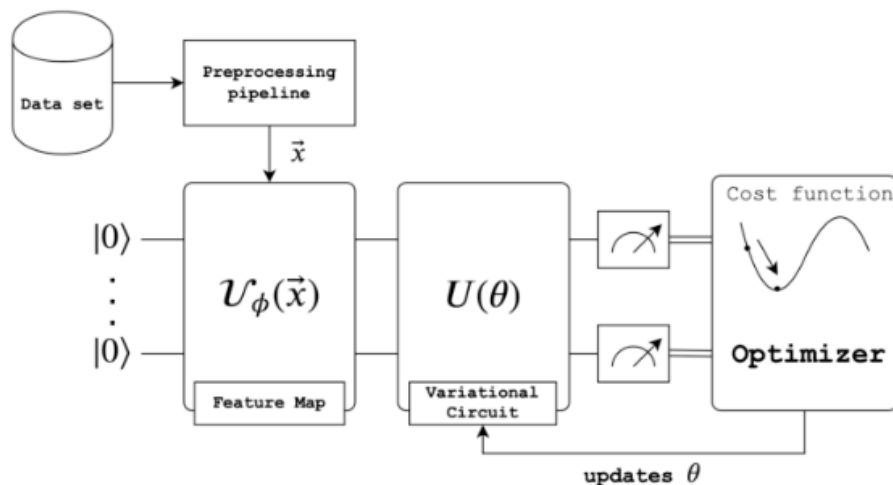 Data set
Preprocessing
pipeline
x⃗
|0⟩
⋮
|0⟩
𝒰ϕ(x⃗)
Feature Map
U(θ)
Variational
Circuit
Cost function
Optimizer
updates θ